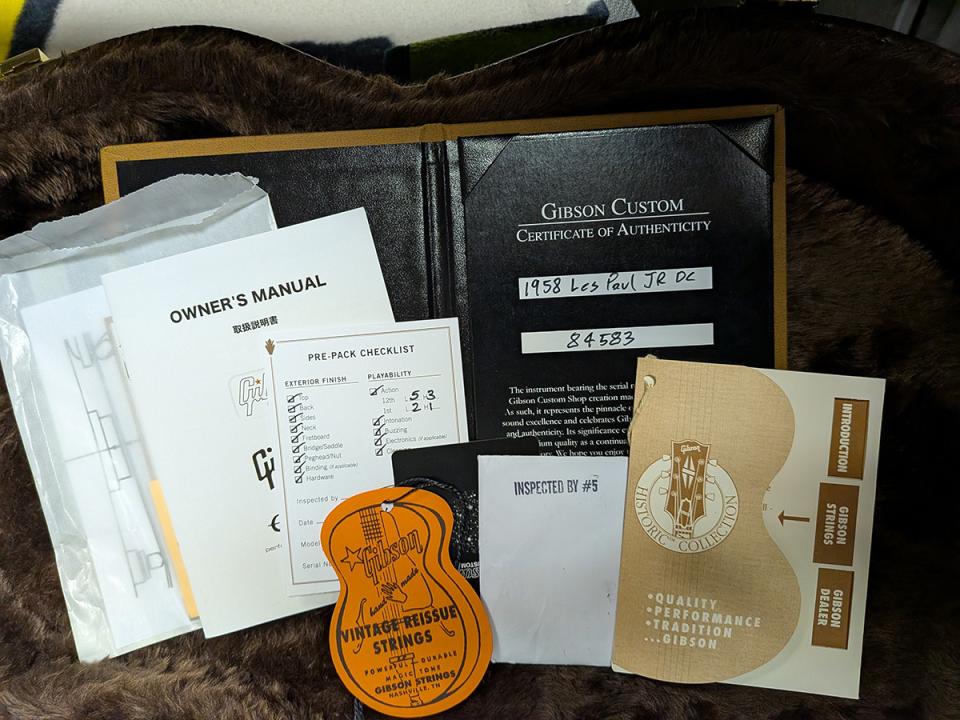 GIBSON CUSTOM
CERTIFICATE OF AUTHENTICITY
1958 Les Paul JR DC
84583
The instrument bearing the serial
Gibson Custom Shop creation
As such, it represents the pinnacle
sound excellence and celebrates
and authenticity. Its significance
quality as a
We hope you enjoy
OWNER'S MANUAL
取扱説明書
PRE-PACK CHECKLIST
EXTERIOR FINISH
Top
Back
Sides
Neck
Fretboard
Bridge/Saddle
Peghead/Nut
Binding (if applicable)
Hardware
PLAYABILITY
Action
12th L 5 H 3
1st L 2 H 1
Intonation
Buzzing
Electronics (if applicable)
Inspected by
Date
Model
Serial
Gibson
hand made
VINTAGE REISSUE
STRINGS
POWERFUL DURABLE
MAGIC TONE
GIBSON STRINGS
NASHVILLE, TN
INSPECTED BY #5
Gibson
HISTORIC COLLECTION
•QUALITY
•PERFORMANCE
•TRADITION
...GIBSON
INTRODUCTION
GIBSON
STRINGS
GIBSON
DEALER